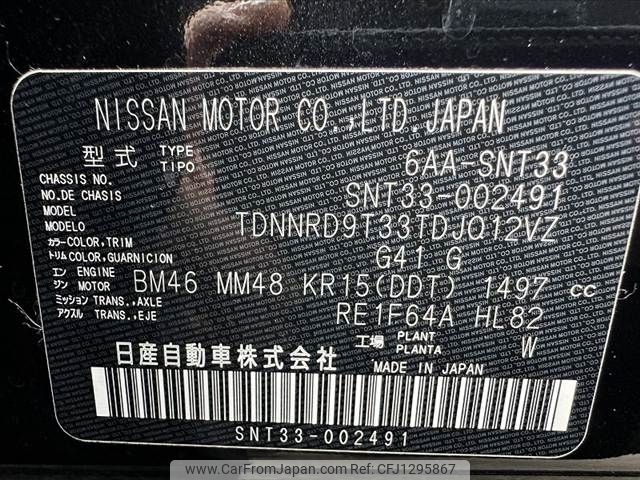 NISSAN MOTOR CO.,LTD.JAPAN
型式 TYPE TIPO 6AA-SNT33
CHASSIS NO.
NO.DE CHASIS SNT33-002491
MODEL
MODELO TDNNRD9T33TDJQ12VZ
カラー COLOR,TRIM
トリム COLOR,GUARNICION G41 G
エン ENGINE
ジン MOTOR BM46 MM48 KR15(DDT) 1497 CC
ミッション TRANS.,AXLE
アクスル TRANS.,EJE RE1F64A HL82
工場 PLANT PLANTA W
日産自動車株式会社
MADE IN JAPAN
SNT33-002491
CAR FROM JAPAN / carfromjapan.com / ID: CFJ1295867